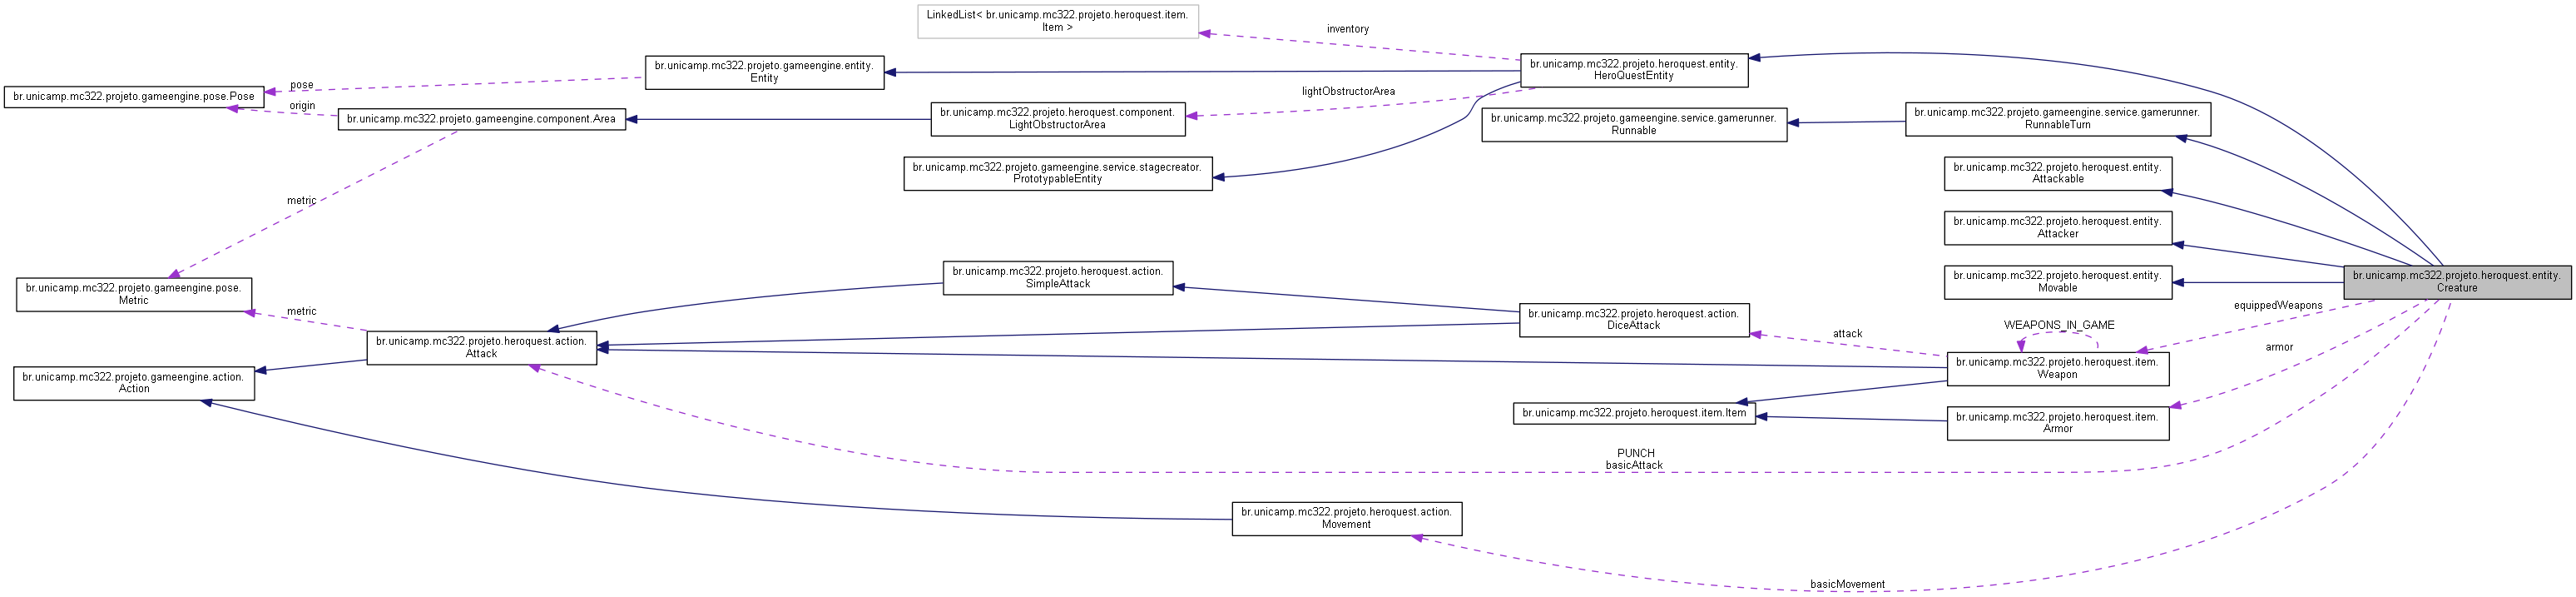 LinkedList< br.unicamp.mc322.projeto.heroquest.item.
Item >
inventory
br.unicamp.mc322.projeto.gameengine.entity.
Entity
br.unicamp.mc322.projeto.heroquest.entity.
HeroQuestEntity
pose
br.unicamp.mc322.projeto.gameengine.pose.Pose
origin
br.unicamp.mc322.projeto.gameengine.component.Area
lightObstructorArea
br.unicamp.mc322.projeto.heroquest.component.
LightObstructorArea
br.unicamp.mc322.projeto.gameengine.service.gamerunner.
Runnable
br.unicamp.mc322.projeto.gameengine.service.gamerunner.
RunnableTurn
br.unicamp.mc322.projeto.gameengine.service.stagecreator.
PrototypableEntity
br.unicamp.mc322.projeto.heroquest.entity.
Attackable
metric
br.unicamp.mc322.projeto.heroquest.entity.
Attacker
br.unicamp.mc322.projeto.gameengine.pose.
Metric
br.unicamp.mc322.projeto.heroquest.action.
SimpleAttack
br.unicamp.mc322.projeto.heroquest.entity.
Movable
br.unicamp.mc322.projeto.heroquest.entity.
Creature
metric
br.unicamp.mc322.projeto.heroquest.action.
DiceAttack
equippedWeapons
WEAPONS_IN_GAME
attack
br.unicamp.mc322.projeto.heroquest.action.
Attack
armor
br.unicamp.mc322.projeto.heroquest.item.
Weapon
br.unicamp.mc322.projeto.gameengine.action.
Action
br.unicamp.mc322.projeto.heroquest.item.Item
br.unicamp.mc322.projeto.heroquest.item.
Armor
PUNCH
basicAttack
br.unicamp.mc322.projeto.heroquest.action.
Movement
basicMovement